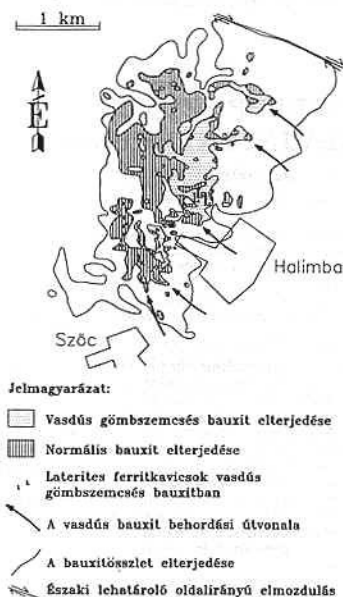 1 km
É
Halimba
Szőc
Jelmagyarázat:
Vasdús gömbszemcsés bauxit elterjedése
Normális bauxit elterjedése
Laterites ferritkavicsok vasdús
gömbszemcsés bauxitban
A vasdús bauxit behordási útvonala
A bauxitösszlet elterjedése
Északi lehatároló oldalirányú elmozdulás